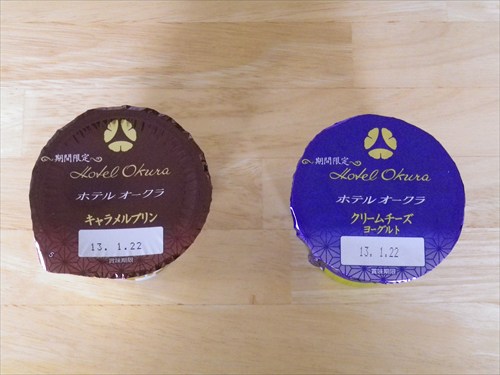 ～期間限定～
Hotel Okura
ホテル オークラ
キャラメルプリン
13. 1.22
賞味期限
～期間限定～
Hotel Okura
ホテル オークラ
クリームチーズ
ヨーグルト
13. 1.22
賞味期限